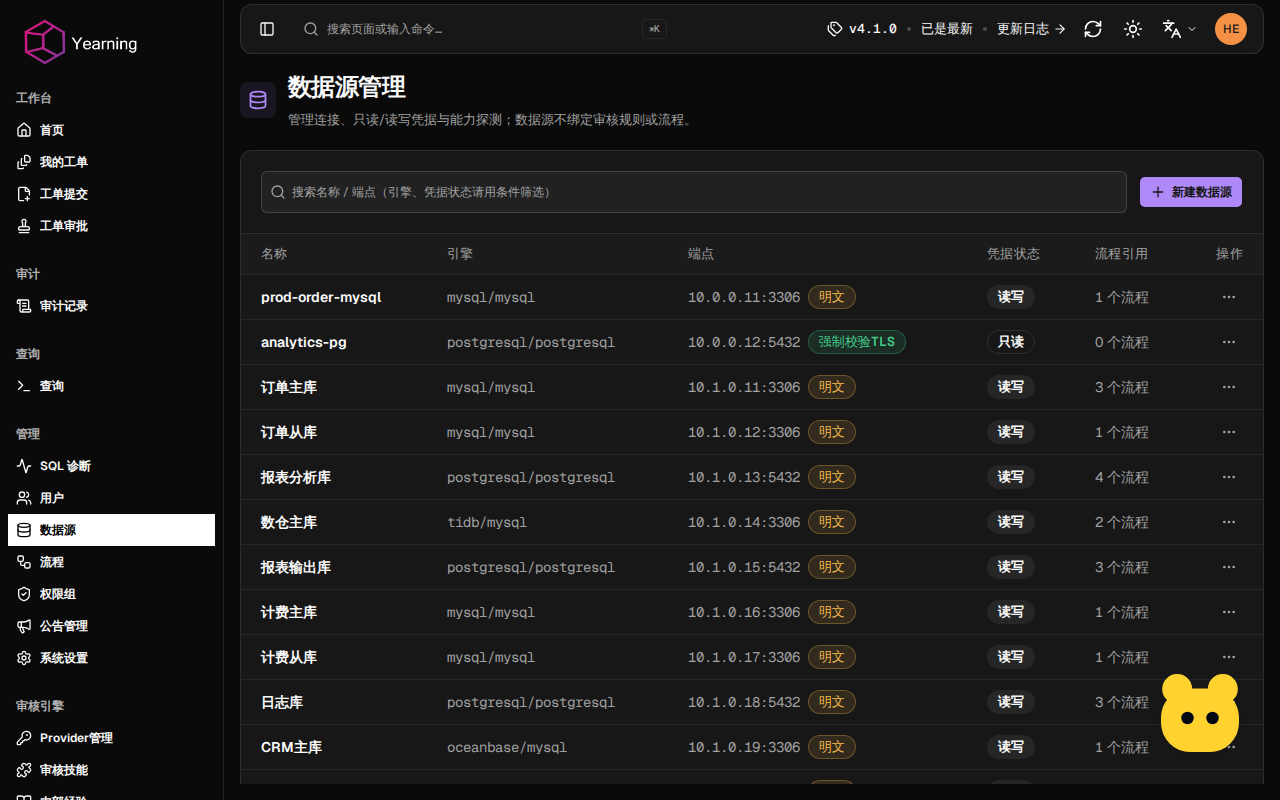 Yearning
搜索页面或输入命令…
⌘K
v4.1.0
已是最新
更新日志
HE
工作台
首页
我的工单
工单提交
工单审批
审计
审计记录
查询
查询
管理
SQL 诊断
用户
数据源
流程
权限组
公告管理
系统设置
审核引擎
Provider管理
审核技能
数据源管理
管理连接、只读/读写凭据与能力探测；数据源不绑定审核规则或流程。
搜索名称 / 端点（引擎、凭据状态请用条件筛选）
新建数据源
名称 引擎 端点 凭据状态 流程引用 操作
prod-order-mysql mysql/mysql 10.0.0.11:3306 明文 读写 1 个流程
analytics-pg postgresql/postgresql 10.0.0.12:5432 强制校验TLS 只读 0 个流程
订单主库 mysql/mysql 10.1.0.11:3306 明文 读写 3 个流程
订单从库 mysql/mysql 10.1.0.12:3306 明文 读写 1 个流程
报表分析库 postgresql/postgresql 10.1.0.13:5432 明文 读写 4 个流程
数仓主库 tidb/mysql 10.1.0.14:3306 明文 读写 2 个流程
报表输出库 postgresql/postgresql 10.1.0.15:5432 明文 读写 3 个流程
计费主库 mysql/mysql 10.1.0.16:3306 明文 读写 1 个流程
计费从库 mysql/mysql 10.1.0.17:3306 明文 读写 1 个流程
日志库 postgresql/postgresql 10.1.0.18:5432 明文 读写 3 个流程
CRM主库 oceanbase/mysql 10.1.0.19:3306 明文 读写 1 个流程